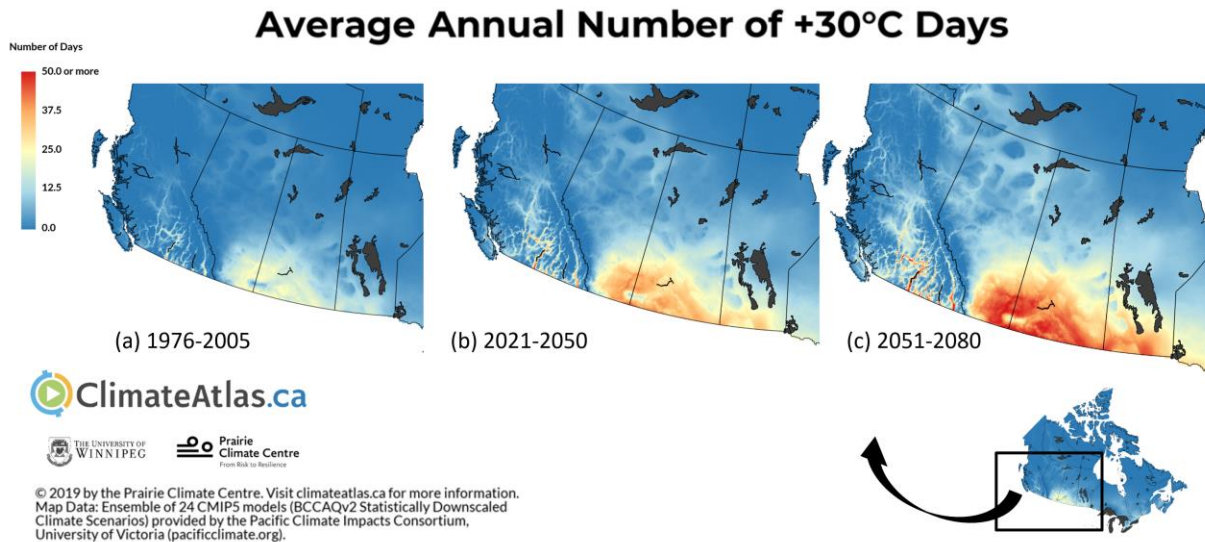 Average Annual Number of +30°C Days
Number of Days
50.0 or more
37.5
25.0
12.5
0.0
(a) 1976-2005
(b) 2021-2050
(c) 2051-2080
ClimateAtlas.ca
THE UNIVERSITY OF
WINNIPEG
Prairie
Climate Centre
From Risk to Resilience
© 2019 by the Prairie Climate Centre. Visit climateatlas.ca for more information.
Map Data: Ensemble of 24 CMIP5 models (BCCAQv2 Statistically Downscaled
Climate Scenarios) provided by the Pacific Climate Impacts Consortium,
University of Victoria (pacificclimate.org).